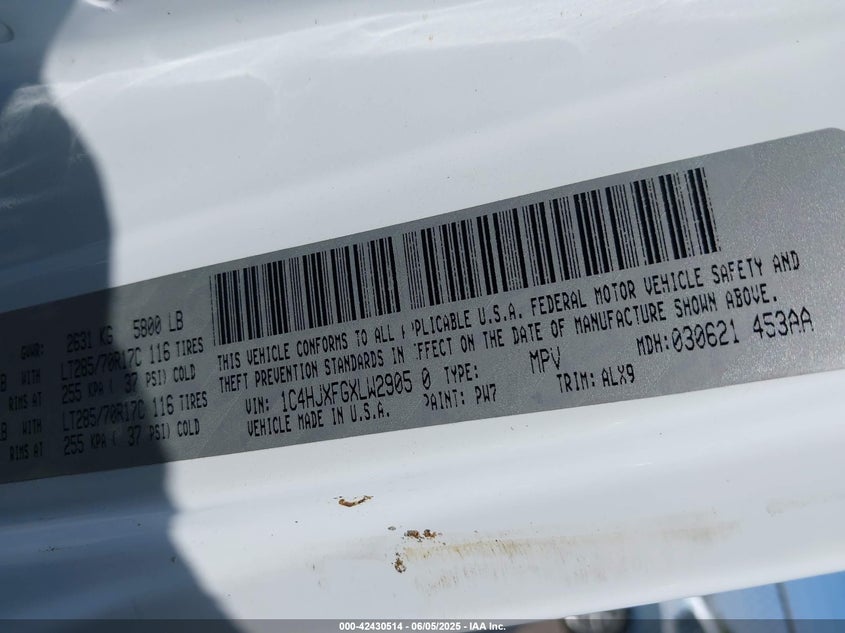 GVWR: 2631 KG 5800 LB
B WITH LT285/70R17C 116 TIRES
RIMS AT 255 KPA ( 37 PSI) COLD
LB WITH LT285/70R17C 116 TIRES
RIMS AT 255 KPA ( 37 PSI) COLD
THIS VEHICLE CONFORMS TO ALL APPLICABLE U.S.A. FEDERAL MOTOR VEHICLE SAFETY AND
THEFT PREVENTION STANDARDS IN EFFECT ON THE DATE OF MANUFACTURE SHOWN ABOVE.
VIN: 1C4HJXFGXLW2905 0 TYPE: MPV MDH: 030621 453AA
VEHICLE MADE IN U.S.A. PAINT: PW7 TRIM: ALX9
000-42430514 - 06/05/2025 - IAA Inc.